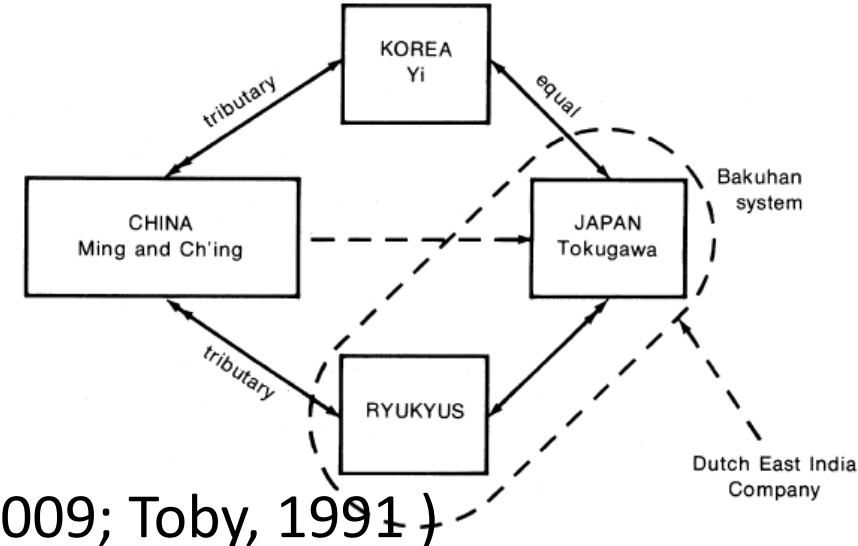 KOREA
Yi
tributary
equal
Bakuhan
system
CHINA
Ming and Ch'ing
JAPAN
Tokugawa
tributary
RYUKYUS
Dutch East India
Company
009; Toby, 1991 )